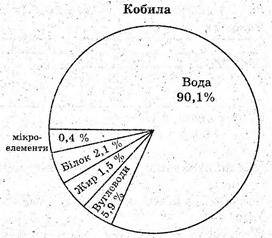 Кобила
Вода
90,1%
мікро-
елементи
0,4 %
Білок 2,1 %
Жир 1,5 %
Вуглеводи
5,9 %